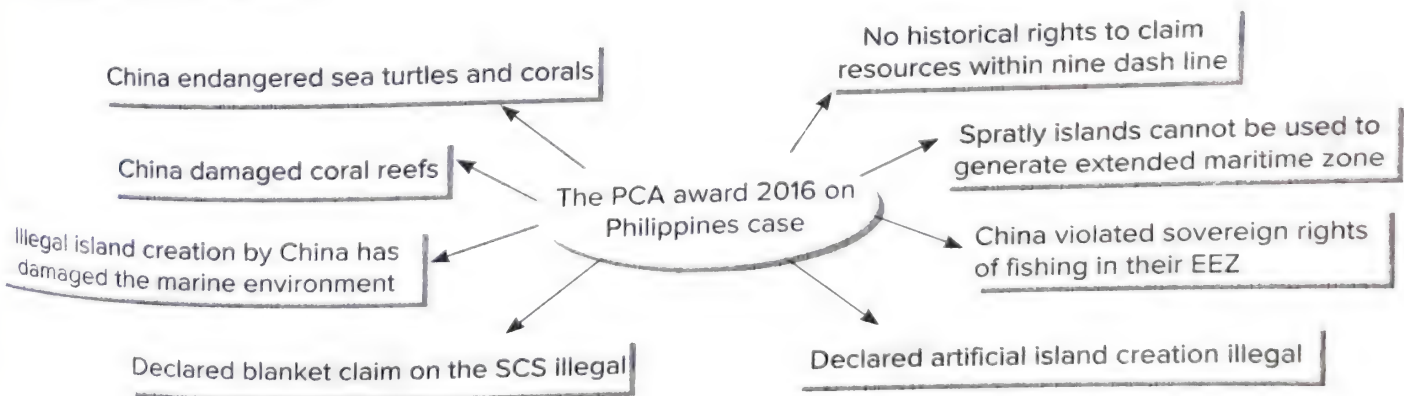 China endangered sea turtles and corals
No historical rights to claim
resources within nine dash line
China damaged coral reefs
Spratly islands cannot be used to
generate extended maritime zone
The PCA award 2016 on
Philippines case
Illegal island creation by China has
damaged the marine environment
China violated sovereign rights
of fishing in their EEZ
Declared blanket claim on the SCS illegal
Declared artificial island creation illegal